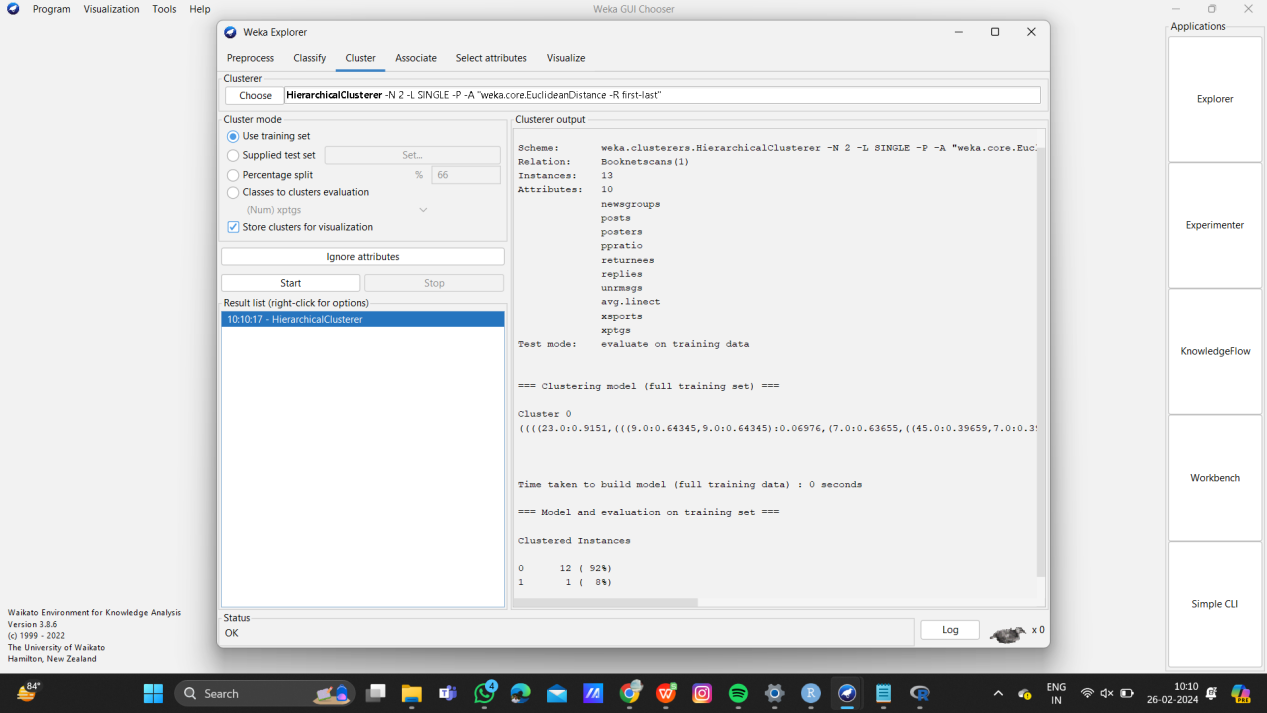 Program Visualization Tools Help
Weka GUI Chooser
Applications
Explorer
Experimenter
KnowledgeFlow
Workbench
Simple CLI
Weka Explorer
Preprocess Classify Cluster Associate Select attributes Visualize
Clusterer
Choose HierarchicalClusterer -N 2 -L SINGLE -P -A "weka.core.EuclideanDistance -R first-last"
Cluster mode
Use training set
Supplied test set Set...
Percentage split % 66
Classes to clusters evaluation
(Num) xptgs
Store clusters for visualization
Ignore attributes
Start Stop
Result list (right-click for options)
10:10:17 - HierarchicalClusterer
Clusterer output
Scheme: weka.clusterers.HierarchicalClusterer -N 2 -L SINGLE -P -A "weka.core.Euc
Relation: Booknetscans(1)
Instances: 13
Attributes: 10
newsgroups
posts
posters
ppratio
returnees
replies
unrmsgs
avg.linect
xsports
xptgs
Test mode: evaluate on training data
=== Clustering model (full training set) ===
Cluster 0
((((23.0:0.9151,(((9.0:0.64345,9.0:0.64345):0.06976,(7.0:0.63655,((45.0:0.39659,7.0:0.39
Time taken to build model (full training data) : 0 seconds
=== Model and evaluation on training set ===
Clustered Instances
0 12 ( 92%)
1 1 ( 8%)
Status
OK
Log x 0
Waikato Environment for Knowledge Analysis
Version 3.8.6
(c) 1999 - 2022
The University of Waikato
Hamilton, New Zealand
84°
Search
4
ENG
IN
10:10
26-02-2024
PRE